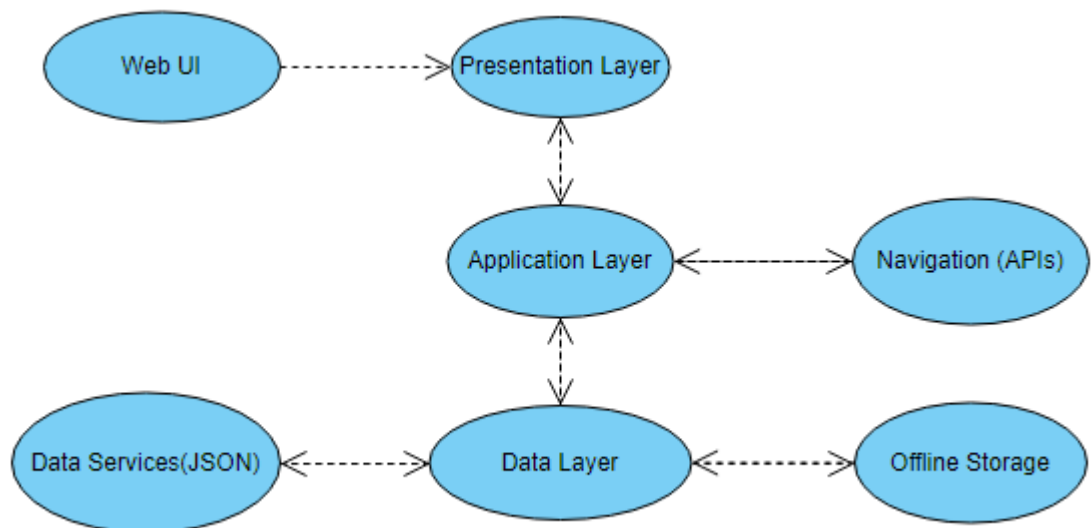 Web UI
Presentation Layer
Application Layer
Navigation (APIs)
Data Services(JSON)
Data Layer
Offline Storage